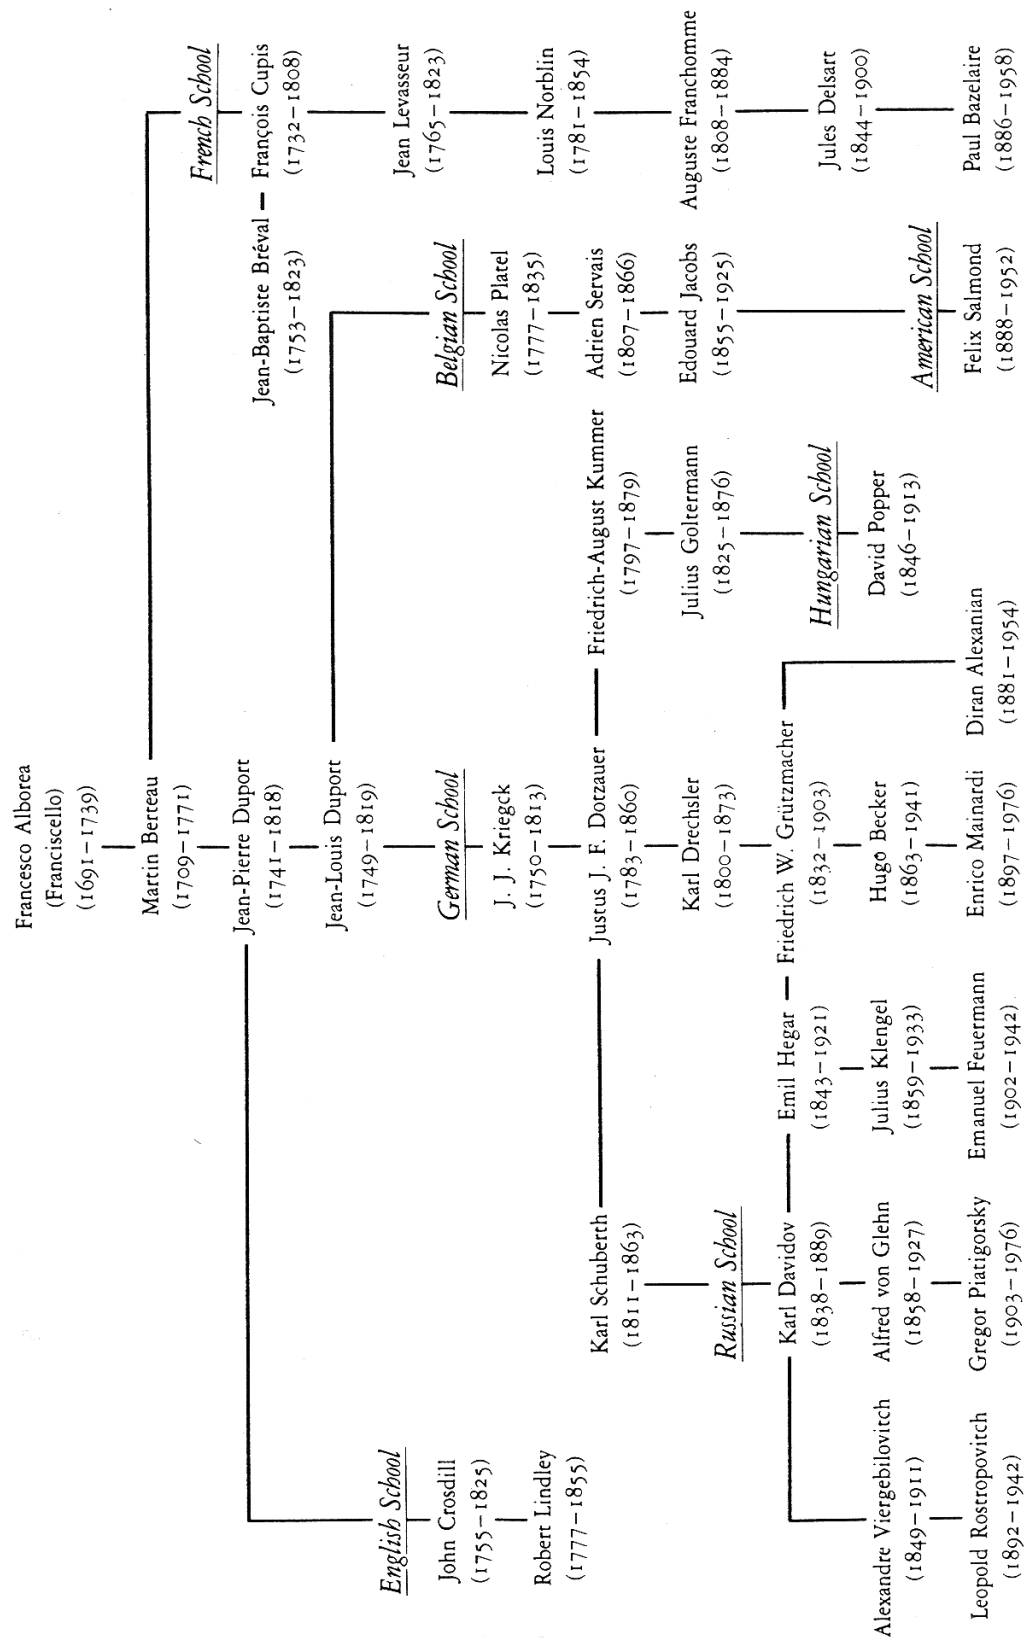 Francesco Alborea
(Franciscello)
(1691–1739)
Martin Berteau
(1709–1771)
French School
Jean-Pierre Duport
(1741–1818)
Jean-Baptiste Bréval
(1753–1823)
François Cupis
(1732–1808)
Jean-Louis Duport
(1749–1819)
Jean Levasseur
(1765–1823)
English School
German School
Belgian School
John Crosdill
(1755–1825)
J. J. Kriegck
(1750–1813)
Nicolas Platel
(1777–1835)
Louis Norblin
(1781–1854)
Robert Lindley
(1777–1855)
Karl Schuberth
(1811–1863)
Justus J. F. Dotzauer
(1783–1860)
Friedrich-August Kummer
(1797–1879)
Adrien Servais
(1807–1866)
Auguste Franchomme
(1808–1884)
Russian School
Karl Drechsler
(1800–1873)
Julius Goltermann
(1825–1876)
Edouard Jacobs
(1855–1925)
Karl Davidov
(1838–1889)
Emil Hegar
(1843–1921)
Friedrich W. Grützmacher
(1832–1903)
Hungarian School
Jules Delsart
(1844–1900)
Alexandre Viergebilovitch
(1849–1911)
Alfred von Glehn
(1858–1927)
Julius Klengel
(1859–1933)
Hugo Becker
(1863–1941)
David Popper
(1846–1913)
American School
Leopold Rostropovitch
(1892–1942)
Gregor Piatigorsky
(1903–1976)
Emanuel Feuermann
(1902–1942)
Enrico Mainardi
(1897–1976)
Diran Alexanian
(1881–1954)
Felix Salmond
(1888–1952)
Paul Bazelaire
(1886–1958)